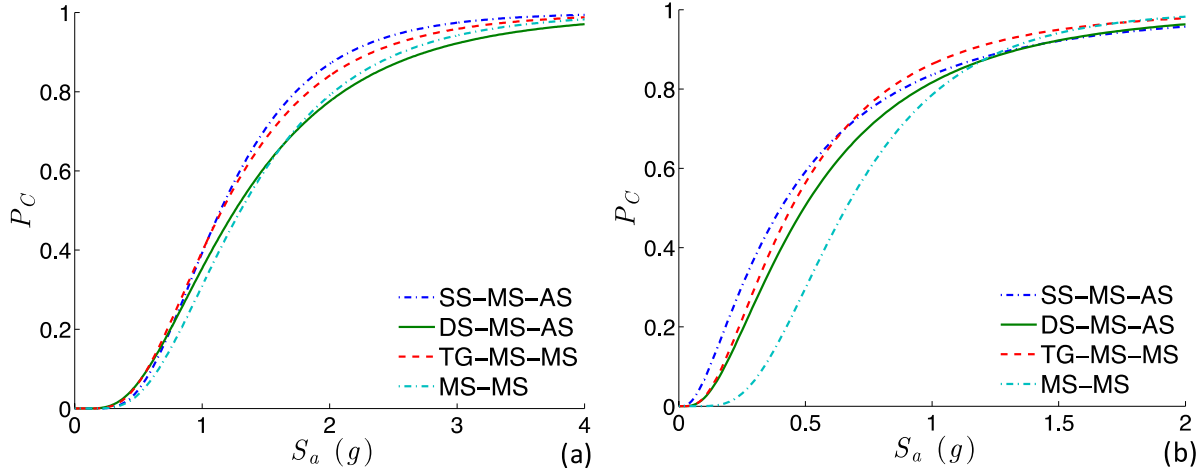 1
0.8
0.6
0.4
0.2
0
P_C
0 1 2 3 4
S_a (g)
SS–MS–AS
DS–MS–AS
TG–MS–MS
MS–MS
(a)
1
0.8
0.6
0.4
0.2
0
P_C
0 0.5 1 1.5 2
S_a (g)
SS–MS–AS
DS–MS–AS
TG–MS–MS
MS–MS
(b)